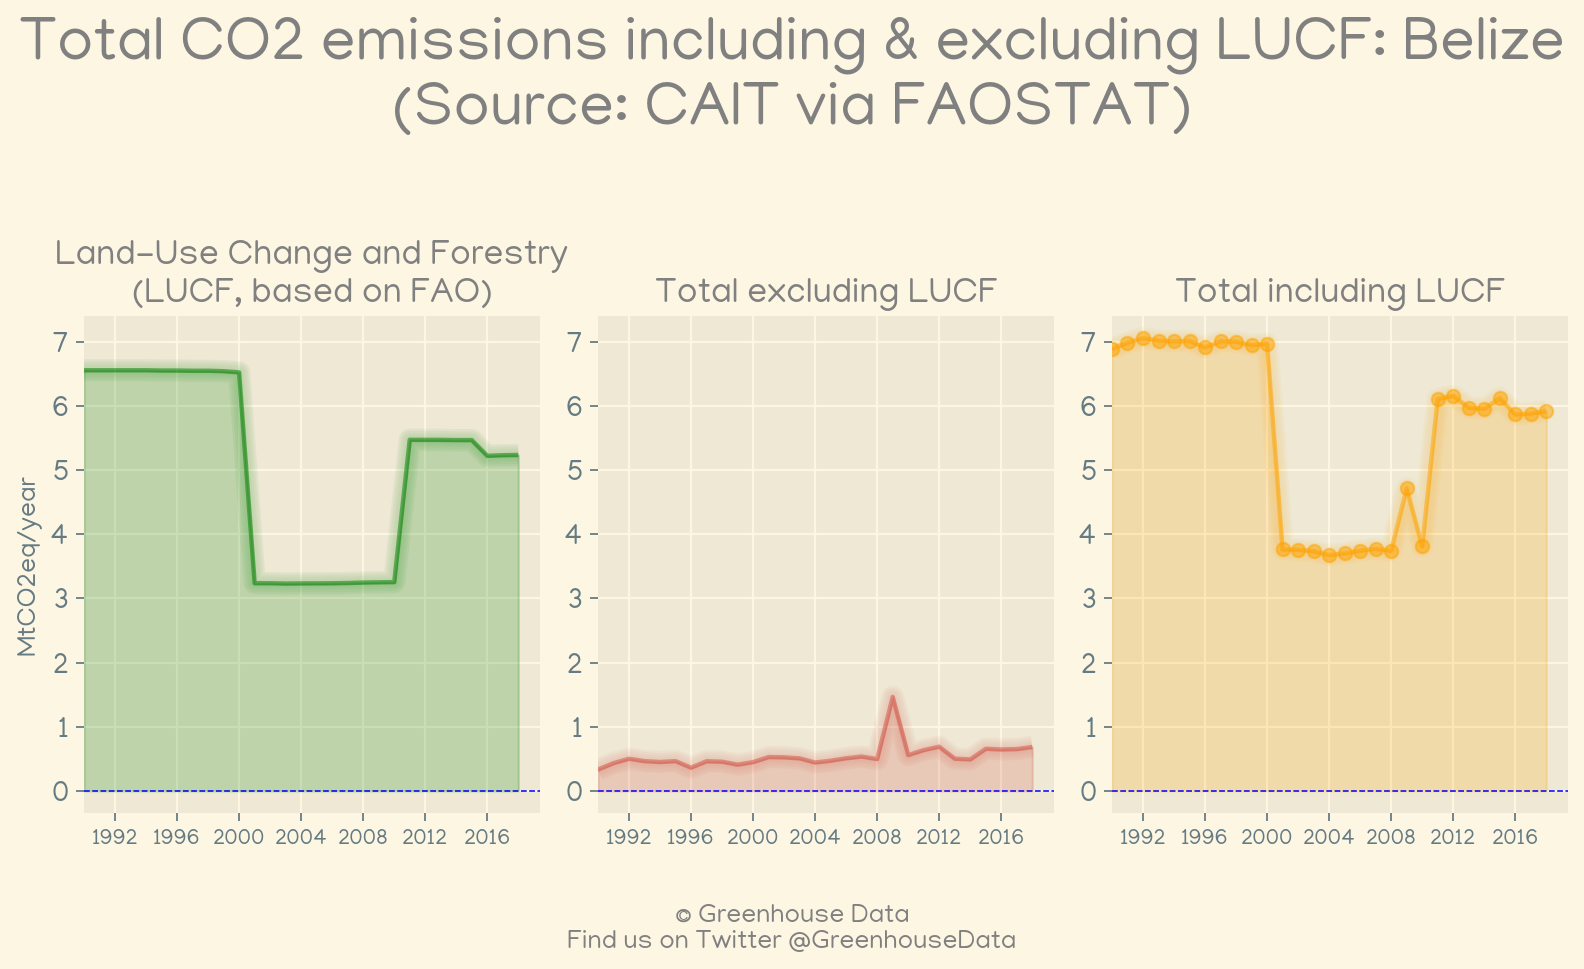 Total CO2 emissions including & excluding LUCF: Belize
(Source: CAIT via FAOSTAT)
Land-Use Change and Forestry
(LUCF, based on FAO)
Total excluding LUCF
Total including LUCF
MtCO2eq/year
7
6
5
4
3
2
1
0
1992 1996 2000 2004 2008 2012 2016
7
6
5
4
3
2
1
0
1992 1996 2000 2004 2008 2012 2016
7
6
5
4
3
2
1
0
1992 1996 2000 2004 2008 2012 2016
© Greenhouse Data
Find us on Twitter @GreenhouseData